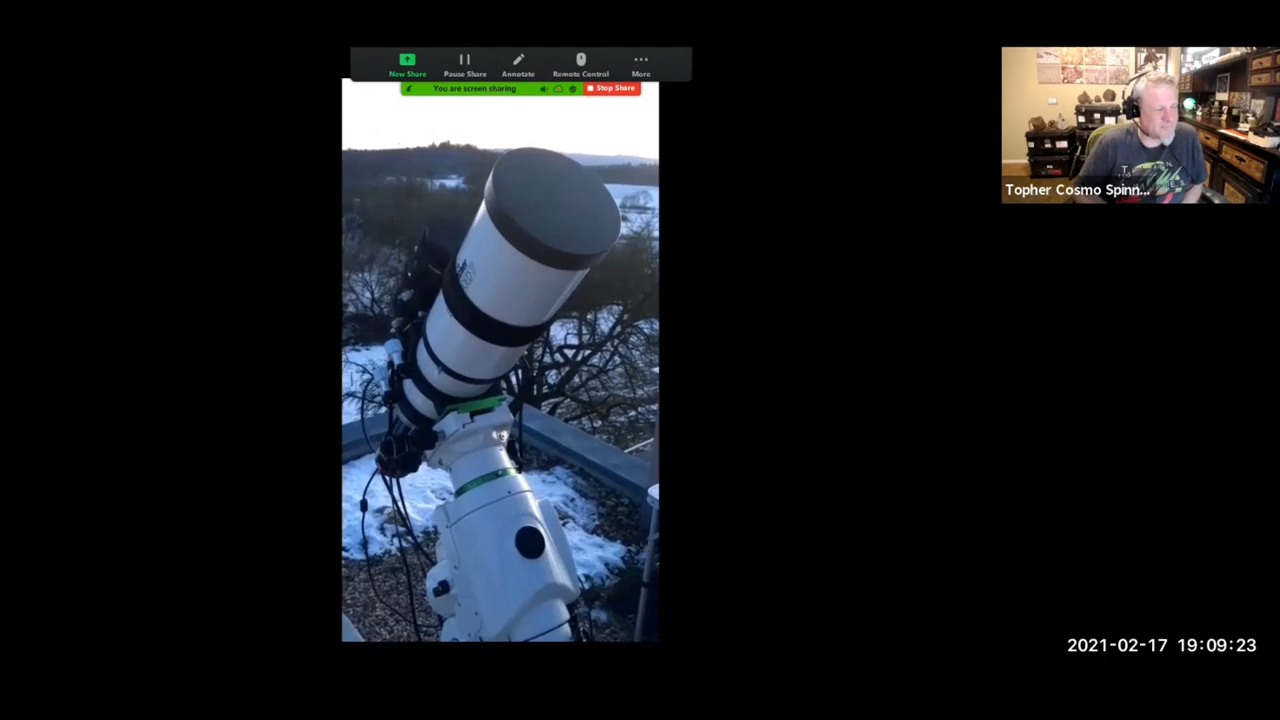 New Share
Pause Share
Annotate
Remote Control
More
You are screen sharing
Stop Share
Topher Cosmo Spinn...
2021-02-17 19:09:23